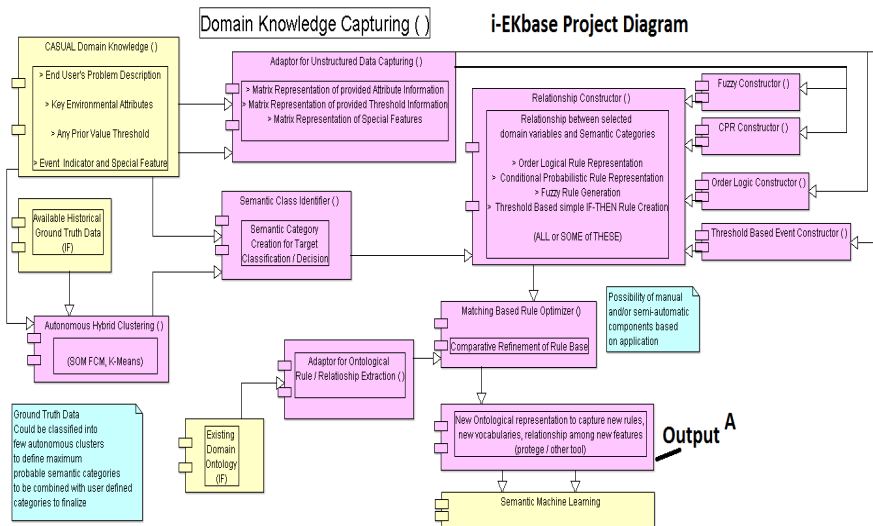 Domain Knowledge Capturing ( )
i-EKbase Project Diagram
CASUAL Domain Knowledge ( )
> End User's Problem Description
> Key Environmental Attributes
> Any Prior Value Threshold
> Event Indicator and Special Feature
Adaptor for Unstructured Data Capturing ( )
> Matrix Representation of provided Attribute Information
> Matrix Representation of provided Threshold Information
> Matrix Representation of Special Features
Relationship Constructor ( )
Relationship between selected
domain variables and Semantic Categories
> Order Logical Rule Representation
> Conditional Probabilistic Rule Representation
> Fuzzy Rule Generation
> Threshold Based simple IF-THEN Rule Creation
(ALL or SOME of THESE)
Fuzzy Constructor ( )
CPR Constructor ( )
Order Logic Constructor ( )
Threshold Based Event Constructor ( )
Semantic Class Identifier ( )
Semantic Category
Creation for Target
Classification / Decision
Available Historical
Ground Truth Data
(IF)
Autonomous Hybrid Clustering ( )
(SOM FCM, K-Means)
Matching Based Rule Optimizer ( )
Comparative Refinement of Rule Base
Possibility of manual
and/or semi-automatic
components based
on application
Adaptor for Ontological
Rule / Relatioship Extraction ( )
Existing
Domain
Ontology
(IF)
Ground Truth Data
Could be classified into
few autonomous clusters
to define maximum
probable semantic categories
to be combined with user defined
categories to finalize
New Ontological representation to capture new rules,
new vocabularies, relationship among new features
(protege / other tool)
Output A
Semantic Machine Learning